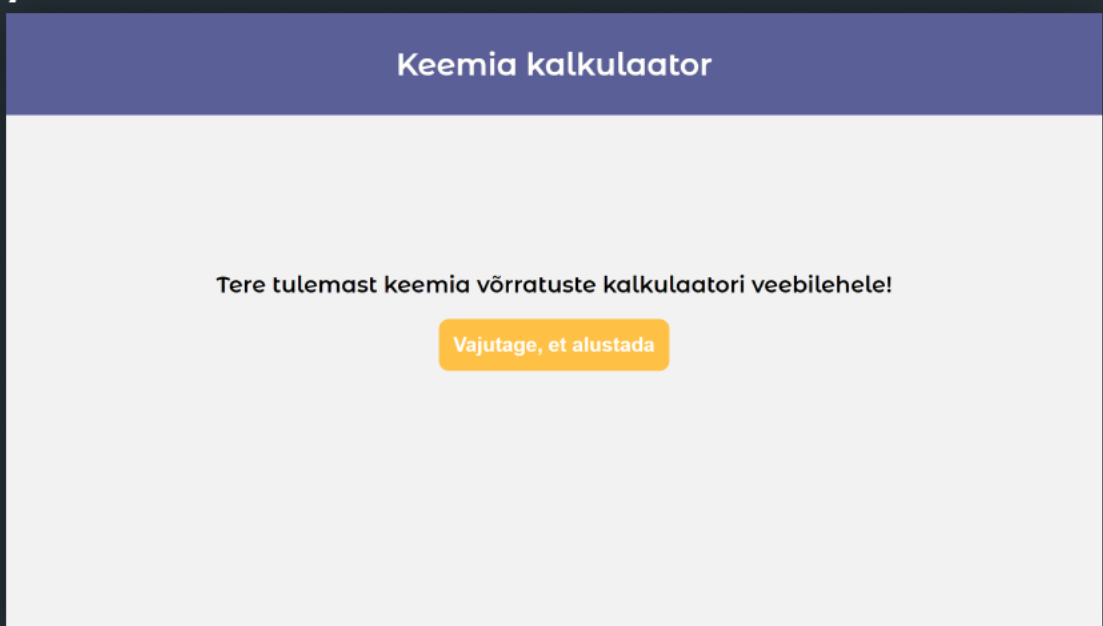 Keemia kalkulaator
Tere tulemast keemia võrratuste kalkulaatori veebilehele!
Vajutage, et alustada